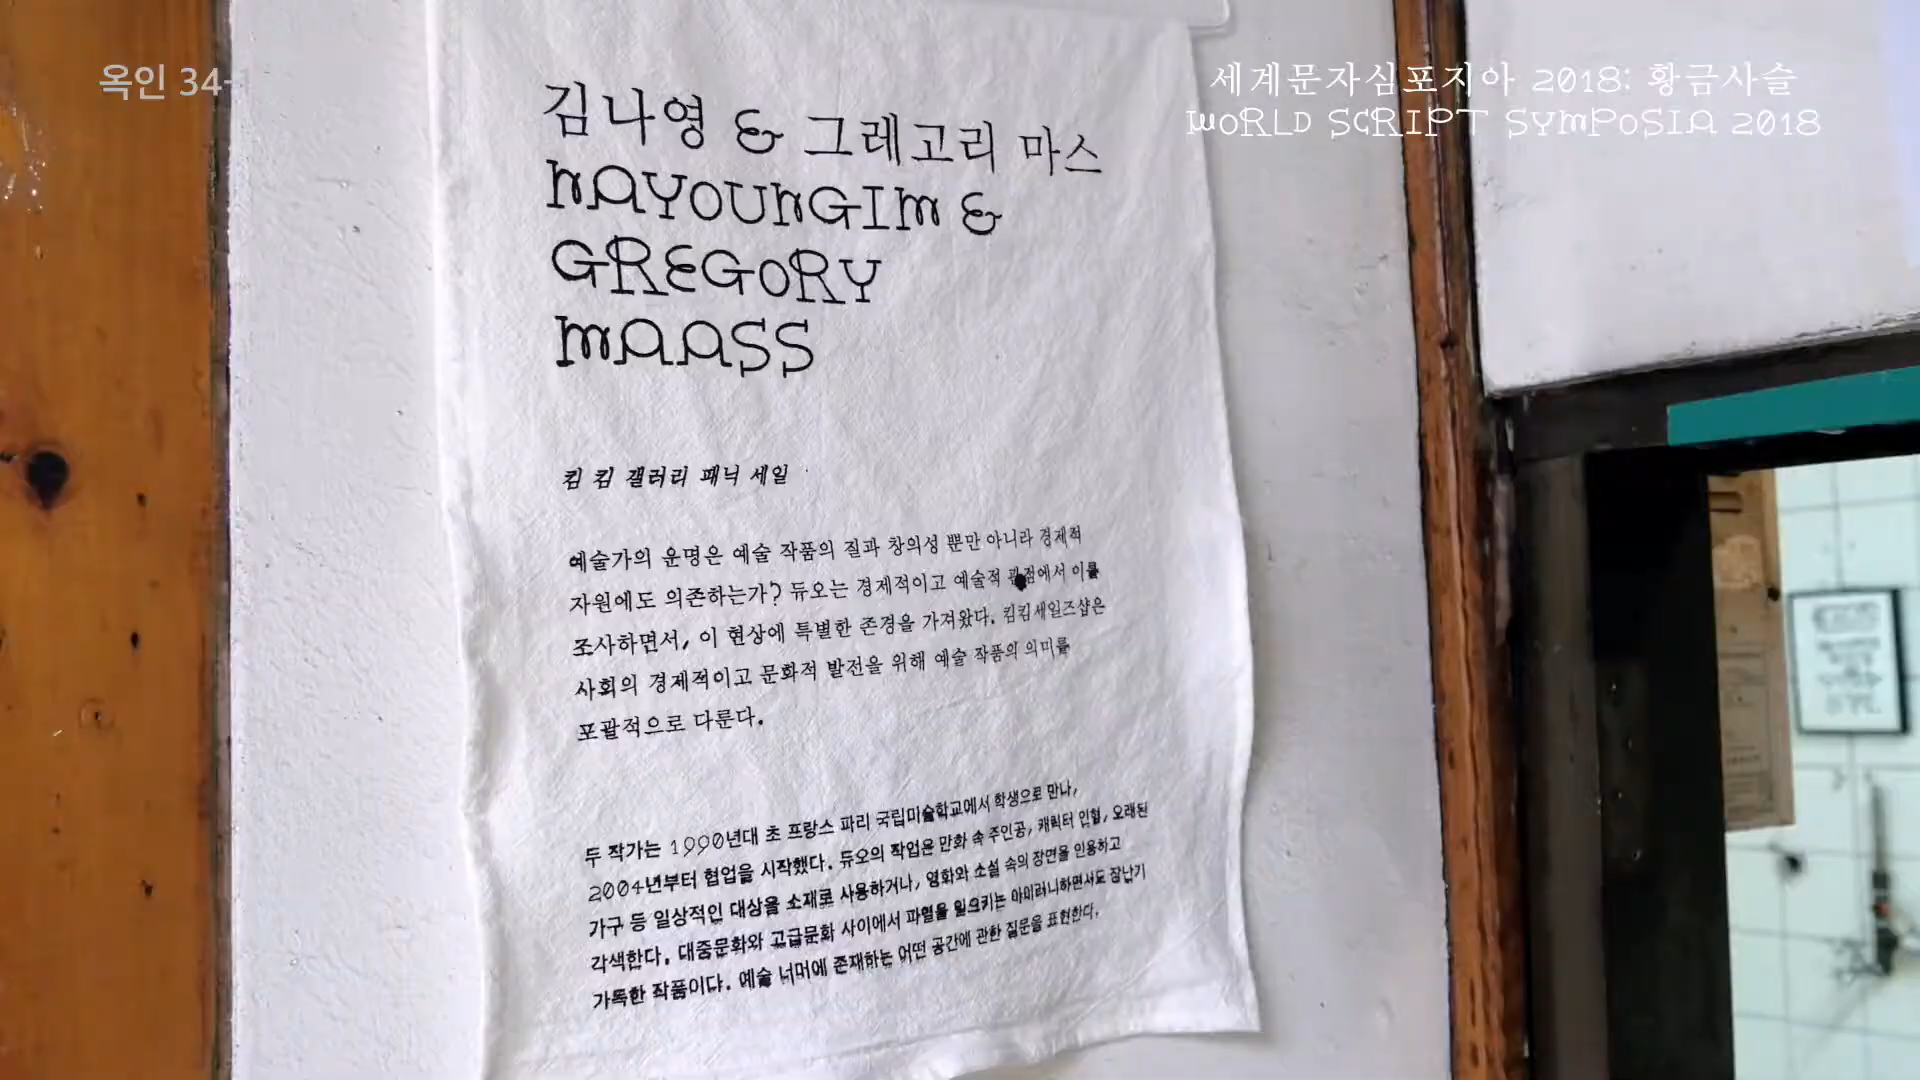 옥인 34-1
세계문자심포지아 2018: 황금사슬
WORLD SCRIPT SYMPOSIA 2018
김나영 & 그레고리 마스
NAYOUNGIM &
GREGORY
MAASS
킴 킴 갤러리 패닉 세일
예술가의 운명은 예술 작품의 질과 창의성 뿐만 아니라 경제적
자원에도 의존하는가? 듀오는 경제적이고 예술적 관점에서 이를
조사하면서, 이 현상에 특별한 존경을 가져왔다. 킴킴세일즈샵은
사회의 경제적이고 문화적 발전을 위해 예술 작품의 의미를
포괄적으로 다룬다.
두 작가는 1990년대 초 프랑스 파리 국립미술학교에서 학생으로 만나,
2004년부터 협업을 시작했다. 듀오의 작업은 만화 속 주인공, 캐릭터 인형, 오래된
가구 등 일상적인 대상을 소재로 사용하거나, 영화와 소설 속의 장면을 인용하고
각색한다. 대중문화와 고급문화 사이에서 파열을 일으키는 아이러니하면서도 장난기
가득한 작품이다. 예술 너머에 존재하는 어떤 공간에 관한 질문을 표현한다.